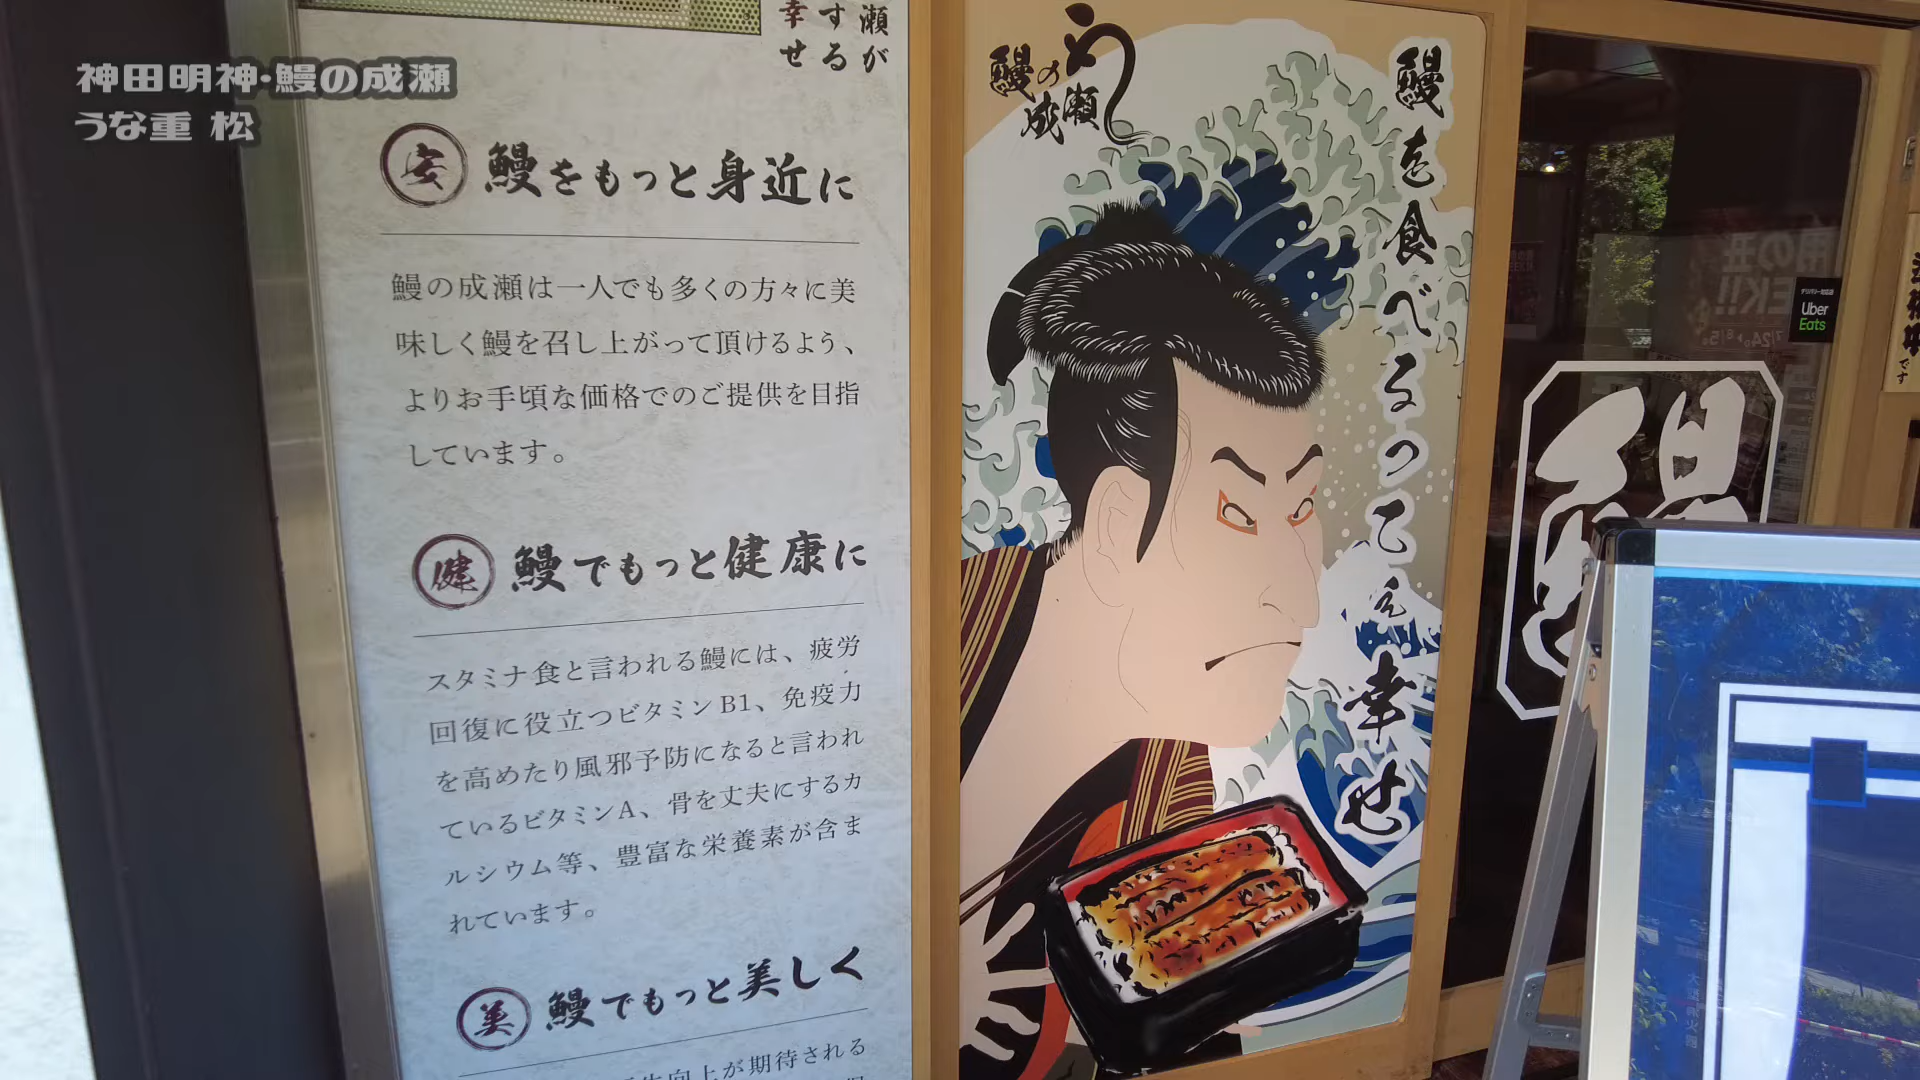 神田明神・鰻の成瀬
うな重 松
瀬が
する
幸せ
安 鰻をもっと身近に
鰻の成瀬は一人でも多くの方々に美
味しく鰻を召し上がって頂けるよう、
よりお手頃な価格でのご提供を目指
しています。
健 鰻でもっと健康に
スタミナ食と言われる鰻には、疲労
回復に役立つビタミンB1、免疫力
を高めたり風邪予防になると言われ
ているビタミンA、骨を丈夫にするカ
ルシウム等、豊富な栄養素が含ま
れています。
美 鰻でもっと美しく
向上が期待される
鰻の成瀬
鰻を食べるってえ幸せ
Uber
Eats
鰻
です